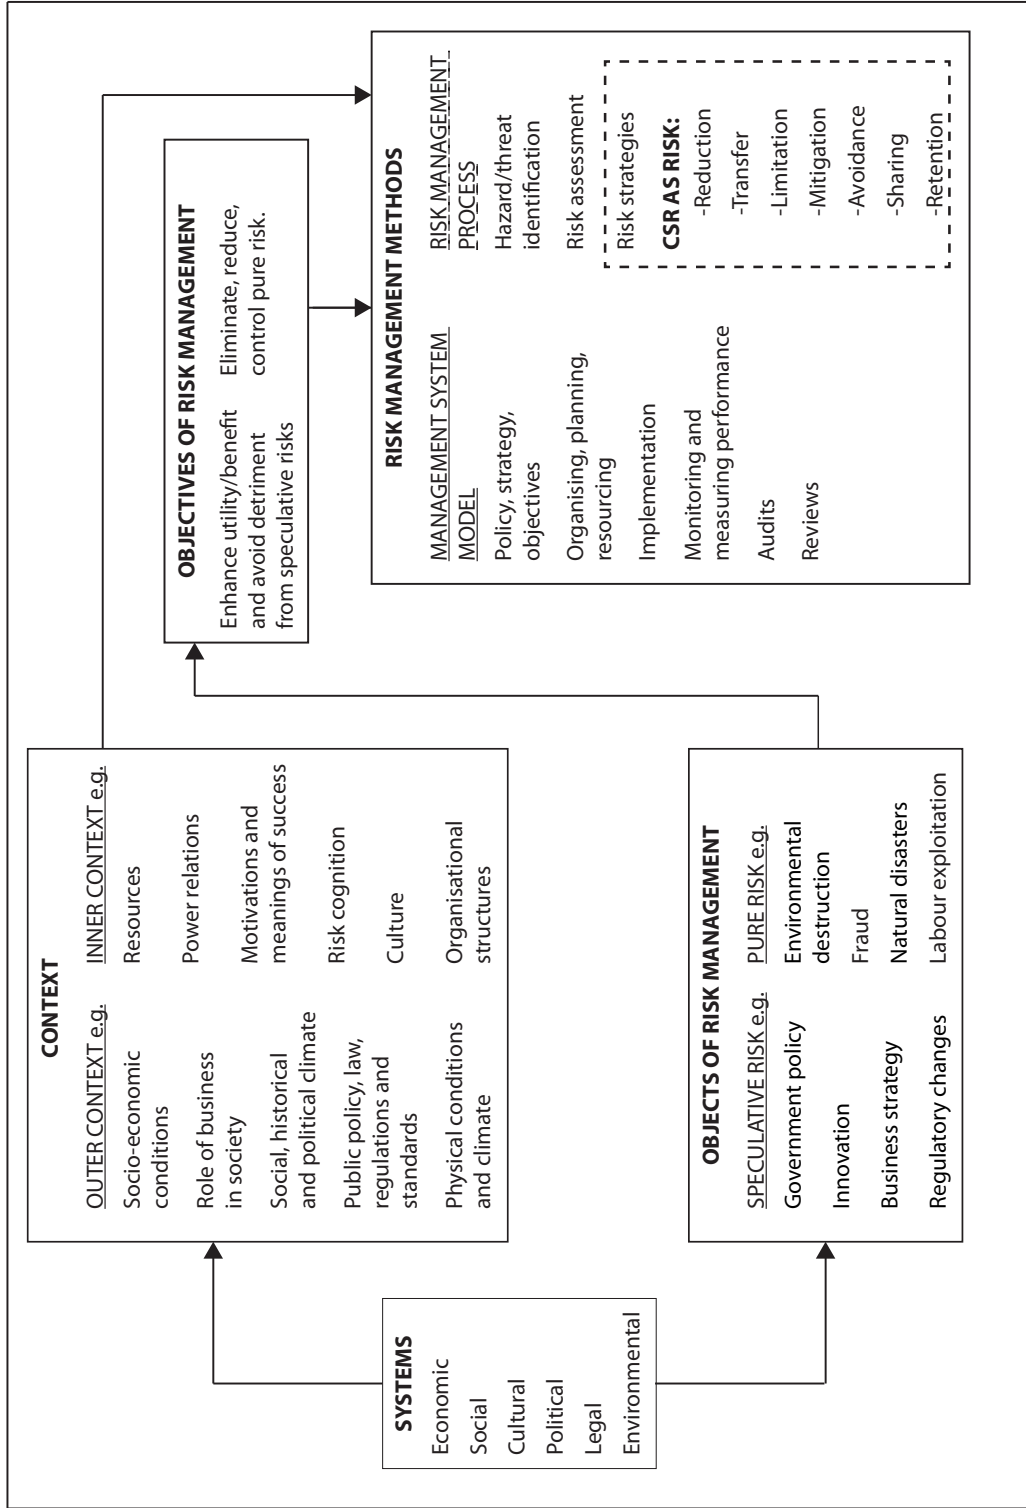 SYSTEMS
Economic
Social
Cultural
Political
Legal
Environmental
CONTEXT
OUTER CONTEXT e.g.
Socio-economic
conditions
Role of business
in society
Social, historical
and political climate
Public policy, law,
regulations and
standards
Physical conditions
and climate
INNER CONTEXT e.g.
Resources
Power relations
Motivations and
meanings of success
Risk cognition
Culture
Organisational
structures
OBJECTS OF RISK MANAGEMENT
SPECULATIVE RISK e.g.
Government policy
Innovation
Business strategy
Regulatory changes
PURE RISK e.g.
Environmental
destruction
Fraud
Natural disasters
Labour exploitation
OBJECTIVES OF RISK MANAGEMENT
Enhance utility/benefit
and avoid detriment
from speculative risks
Eliminate, reduce,
control pure risk.
RISK MANAGEMENT METHODS
MANAGEMENT SYSTEM
MODEL
Policy, strategy,
objectives
Organising, planning,
resourcing
Implementation
Monitoring and
measuring performance
Audits
Reviews
RISK MANAGEMENT
PROCESS
Hazard/threat
identification
Risk assessment
Risk strategies
CSR AS RISK:
-Reduction
-Transfer
-Limitation
-Mitigation
-Avoidance
-Sharing
-Retention